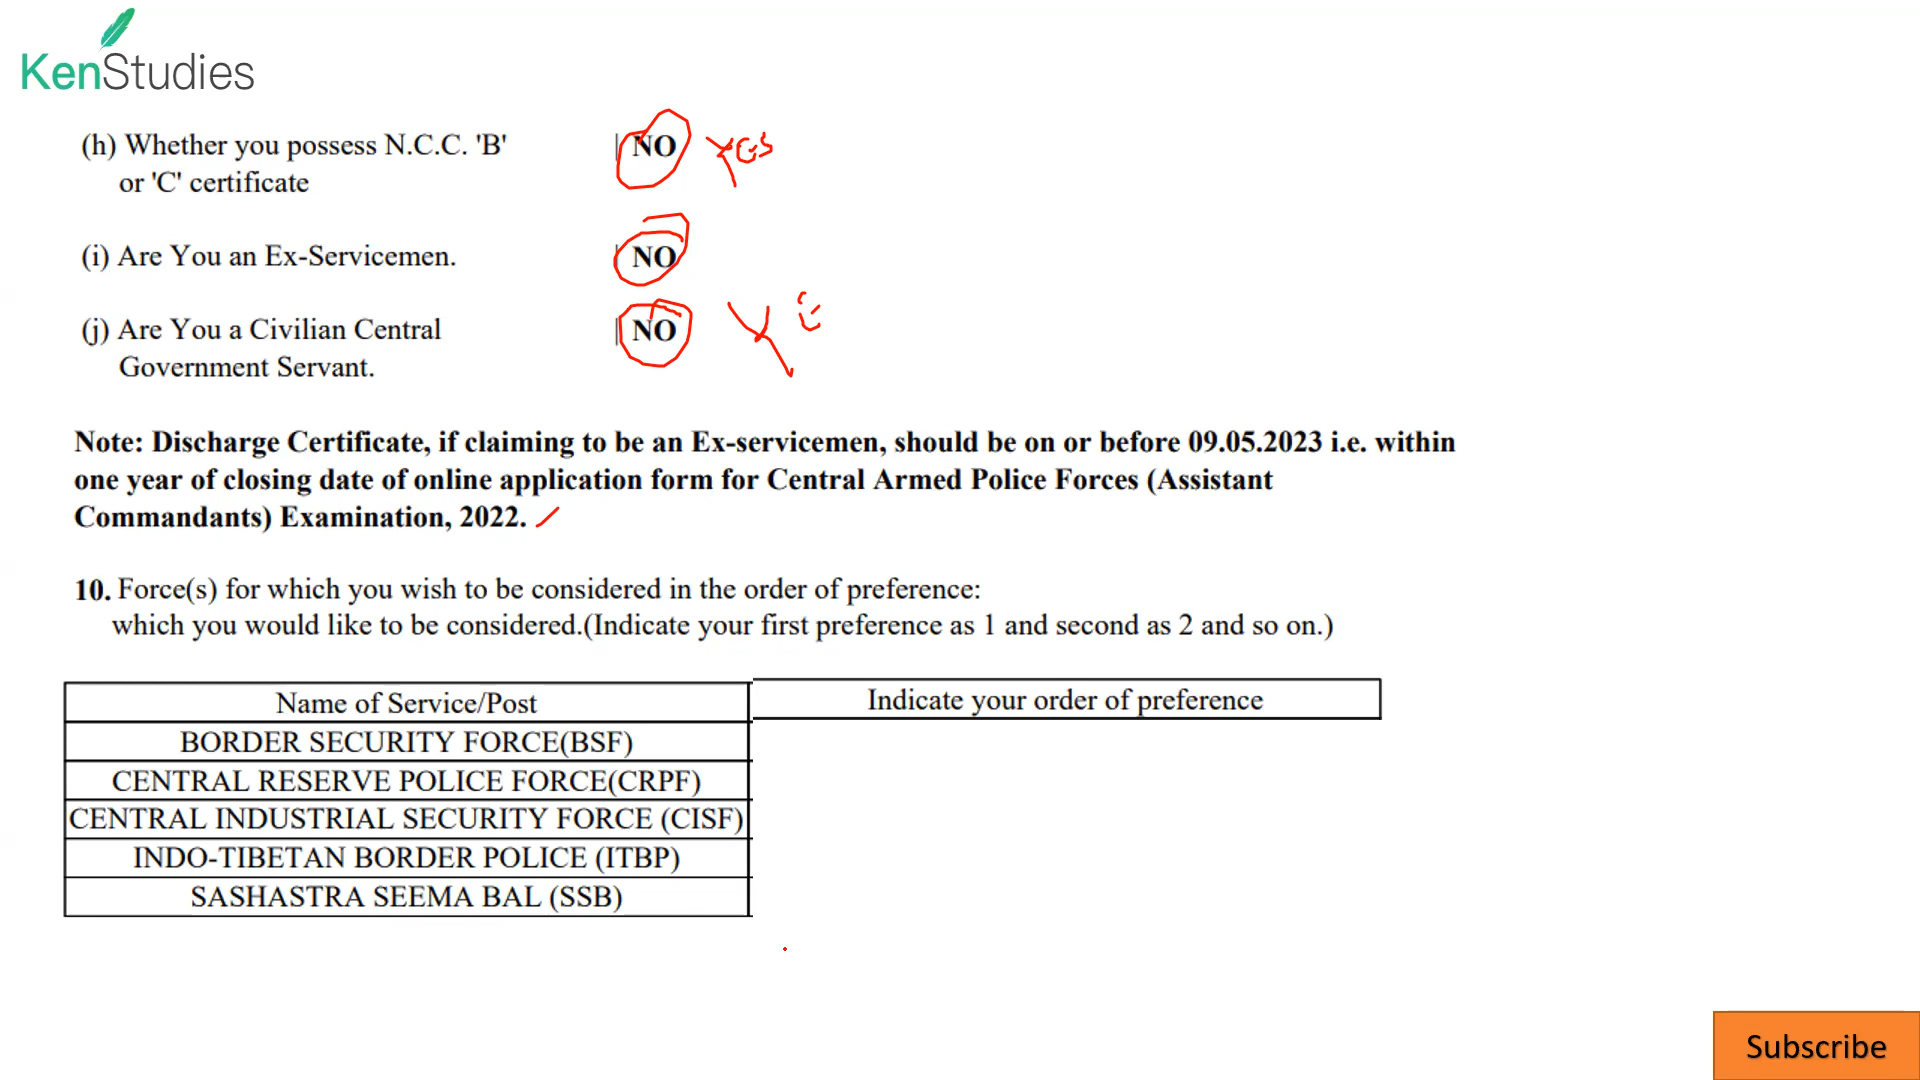 KenStudies
(h) Whether you possess N.C.C. 'B' | NO YES
or 'C' certificate
(i) Are You an Ex-Servicemen. | NO
(j) Are You a Civilian Central | NO YE
Government Servant.
Note: Discharge Certificate, if claiming to be an Ex-servicemen, should be on or before 09.05.2023 i.e. within
one year of closing date of online application form for Central Armed Police Forces (Assistant
Commandants) Examination, 2022.
10. Force(s) for which you wish to be considered in the order of preference:
which you would like to be considered.(Indicate your first preference as 1 and second as 2 and so on.)
Name of Service/Post Indicate your order of preference
BORDER SECURITY FORCE(BSF)
CENTRAL RESERVE POLICE FORCE(CRPF)
CENTRAL INDUSTRIAL SECURITY FORCE (CISF)
INDO-TIBETAN BORDER POLICE (ITBP)
SASHASTRA SEEMA BAL (SSB)
Subscribe